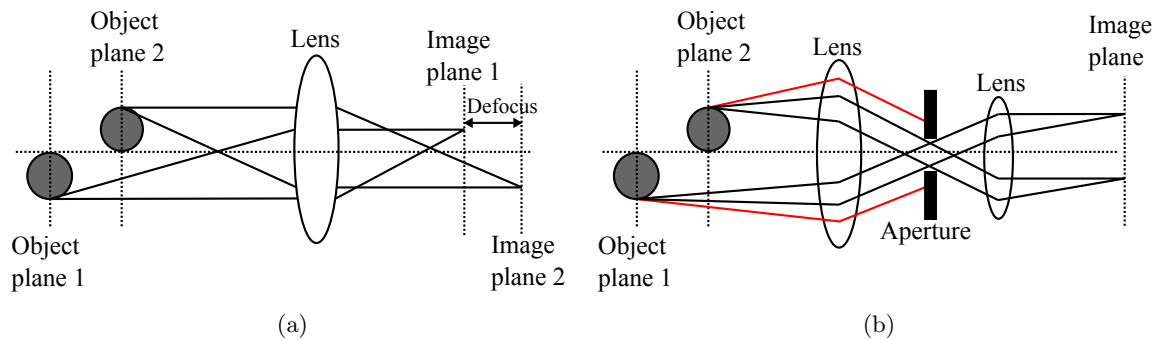 Object
plane 2
Lens
Image
plane 1
Defocus
Object
plane 1
Image
plane 2
(a)
Object
plane 2
Lens
Lens
Image
plane
Aperture
Object
plane 1
(b)